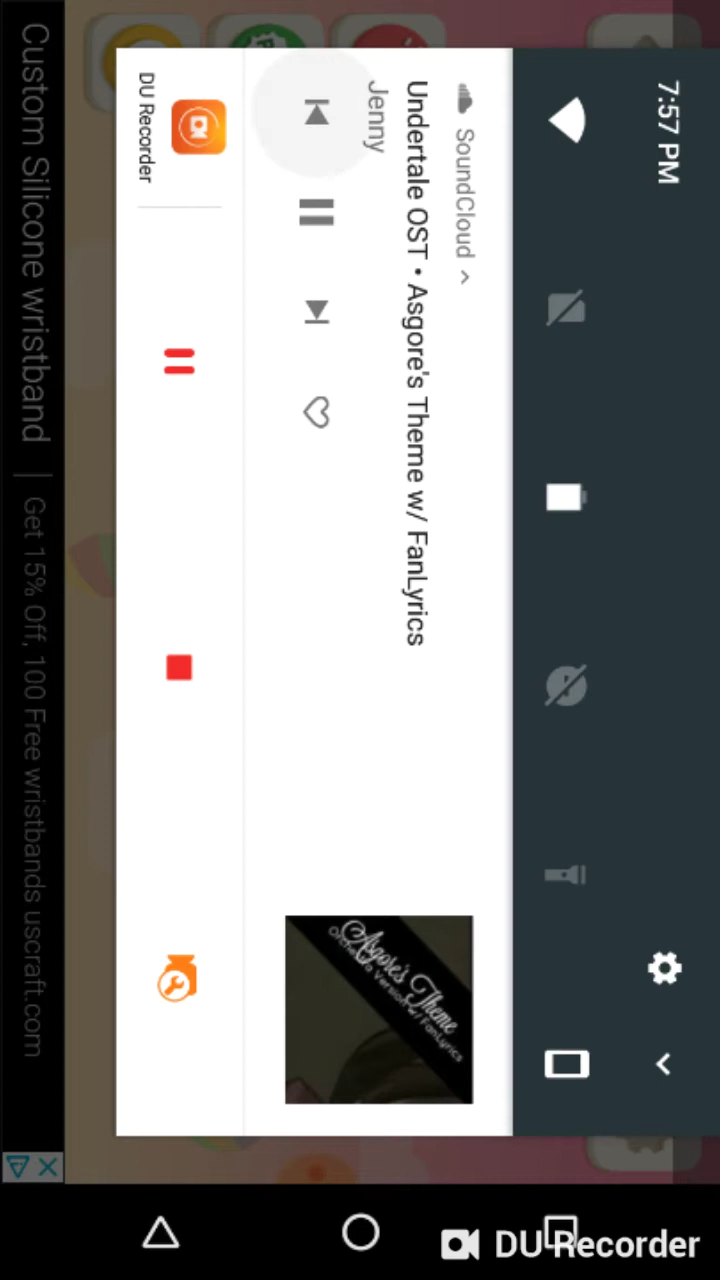 7:57 PM
SoundCloud
Undertale OST • Asgore's Theme w/ FanLyrics
Jenny
Asgore's Theme
Orchestra Version w/ FanLyrics
DU Recorder
Custom Silicone wristband | Get 15% Off, 100 Free wristbands uscraft.com
DU Recorder